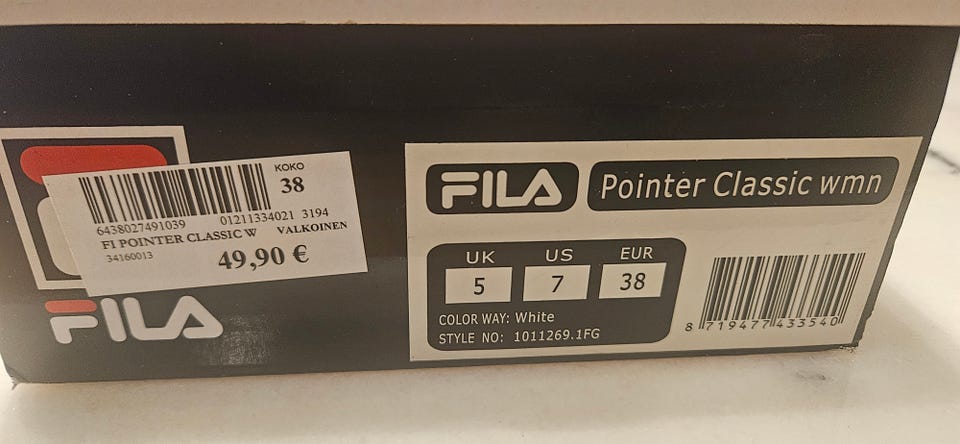 KOKO
38
6438027491039 01211334021 3194
FI POINTER CLASSIC W VALKOINEN
34160013
49,90 €
FILA
FILA Pointer Classic wmn
UK US EUR
5 7 38
COLOR WAY: White
STYLE NO: 1011269.1FG
8 719477 433540